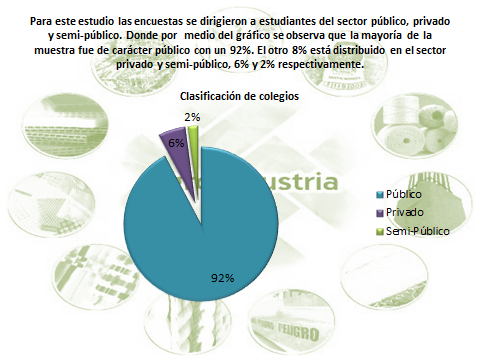 Para este estudio las encuestas se dirigieron a estudiantes del sector público, privado
y semi-público. Donde por medio del gráfico se observa que la mayoría de la
muestra fue de carácter público con un 92%. El otro 8% está distribuido en el sector
privado y semi-público, 6% y 2% respectivamente.
Clasificación de colegios
2%
6%
ustria
Público
Privado
Semi-Público
92%
PELIGRO